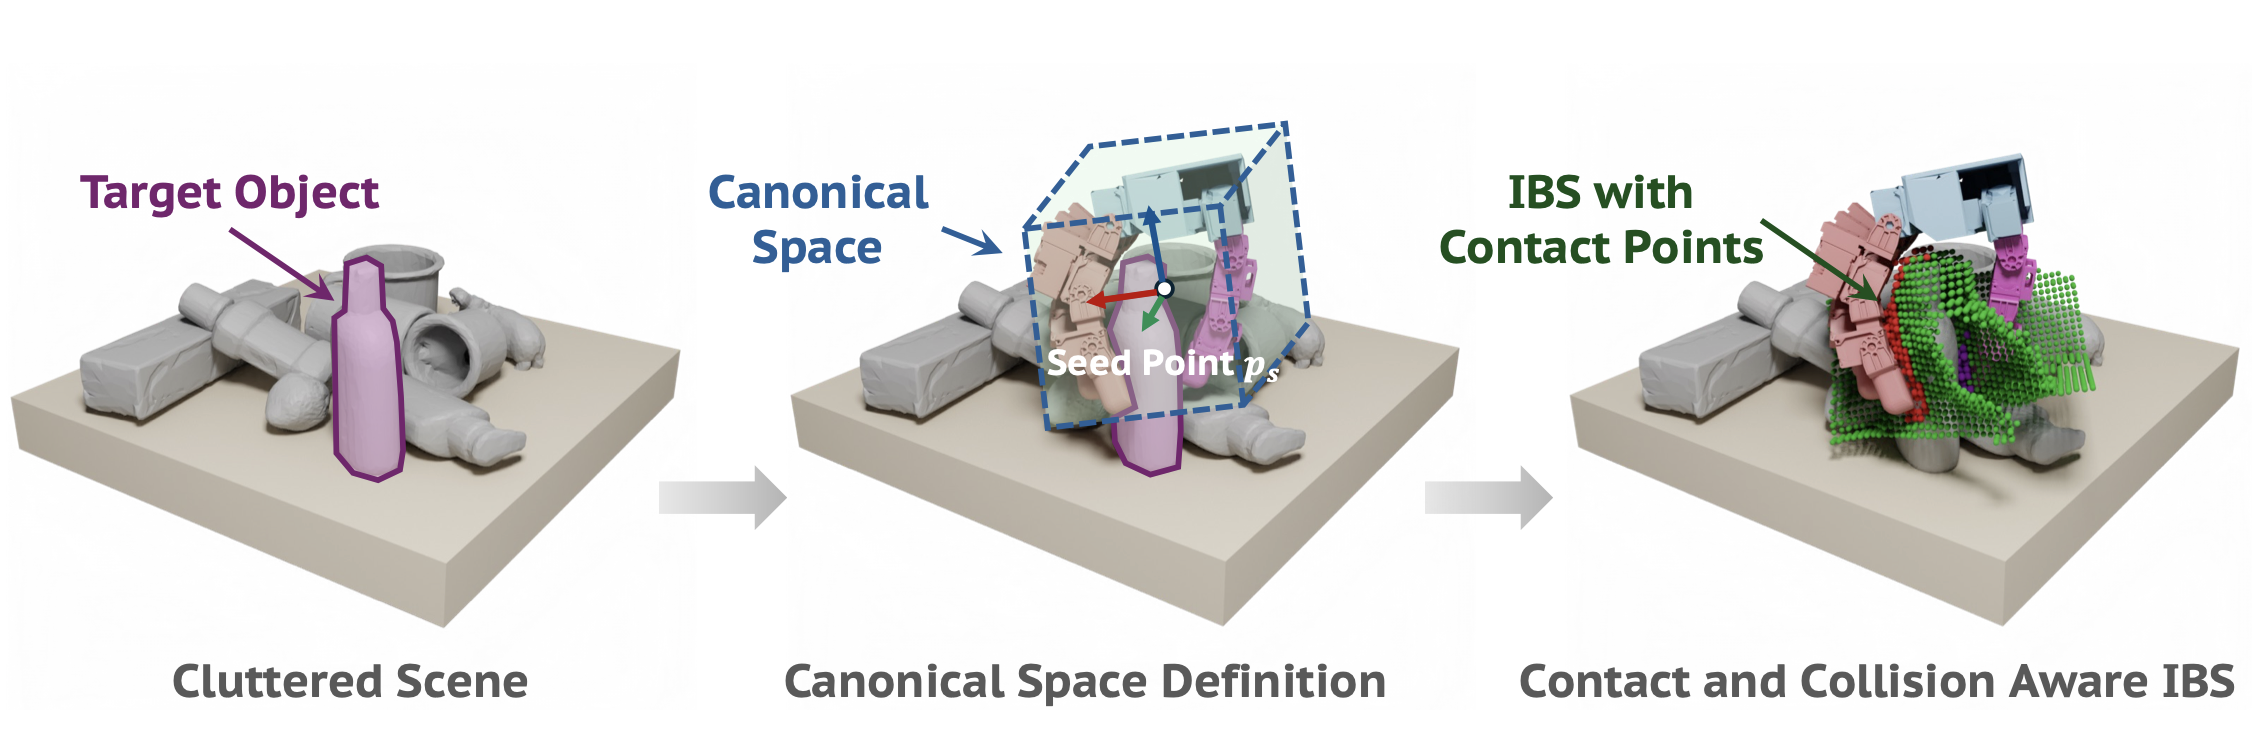 Target Object
Canonical
Space
Seed Point pₛ
IBS with
Contact Points
Cluttered Scene
Canonical Space Definition
Contact and Collision Aware IBS